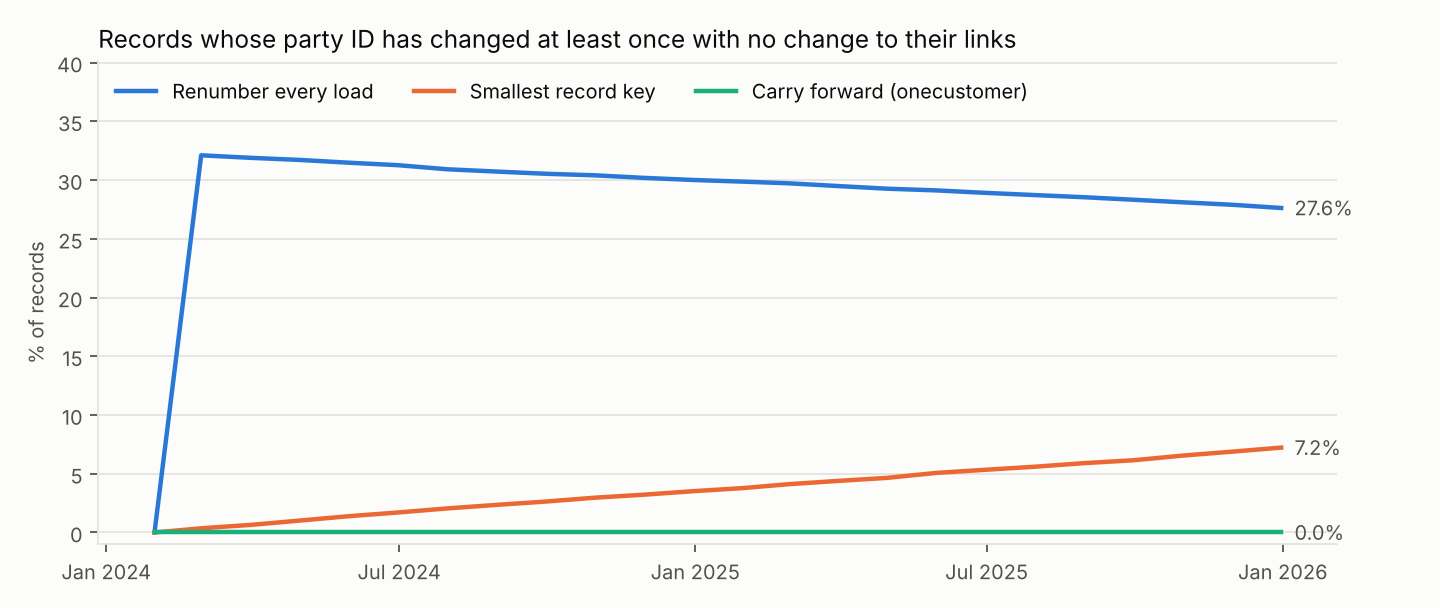 Records whose party ID has changed at least once with no change to their links
Renumber every load
Smallest record key
Carry forward (onecustomer)
% of records
40
35
30
25
20
15
10
5
0
27.6%
7.2%
0.0%
Jan 2024
Jul 2024
Jan 2025
Jul 2025
Jan 2026